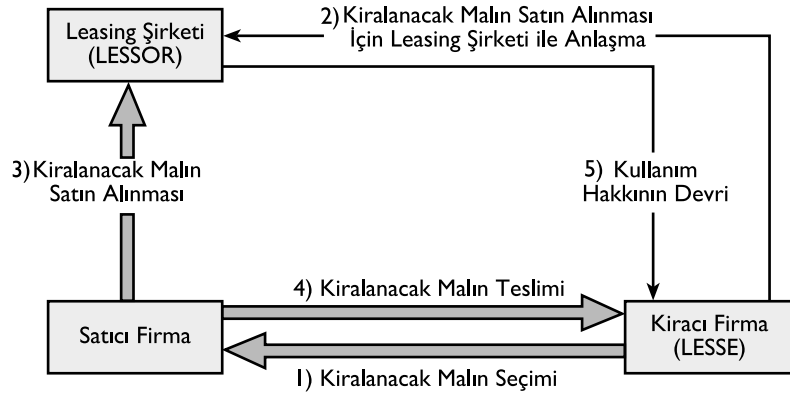 Leasing Şirketi
(LESSOR)
2) Kiralanacak Malın Satın Alınması
İçin Leasing Şirketi ile Anlaşma
3) Kiralanacak Malın
Satın Alınması
5) Kullanım
Hakkının Devri
4) Kiralanacak Malın Teslimi
Satıcı Firma
Kiracı Firma
(LESSE)
1) Kiralanacak Malın Seçimi